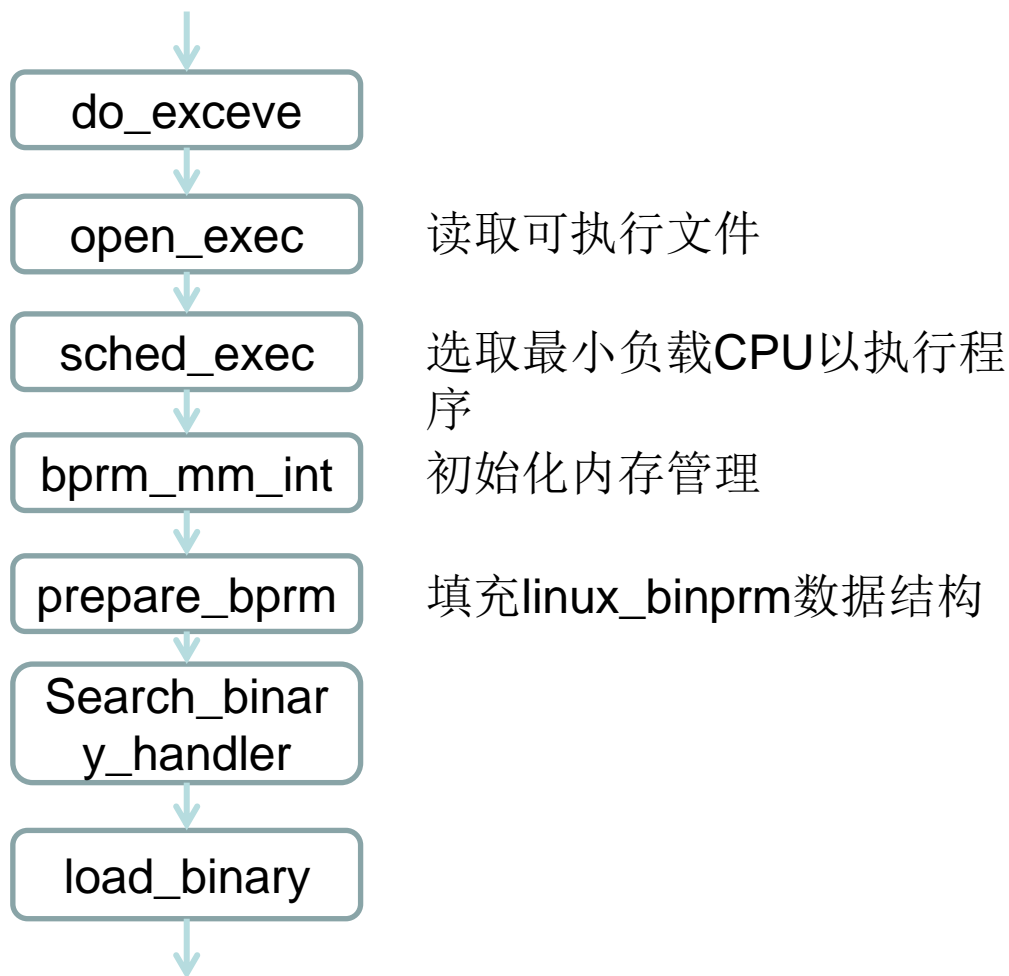 do_exceve
open_exec
读取可执行文件
sched_exec
选取最小负载CPU以执行程
序
bprm_mm_int
初始化内存管理
prepare_bprm
填充linux_binprm数据结构
Search_binar
y_handler
load_binary